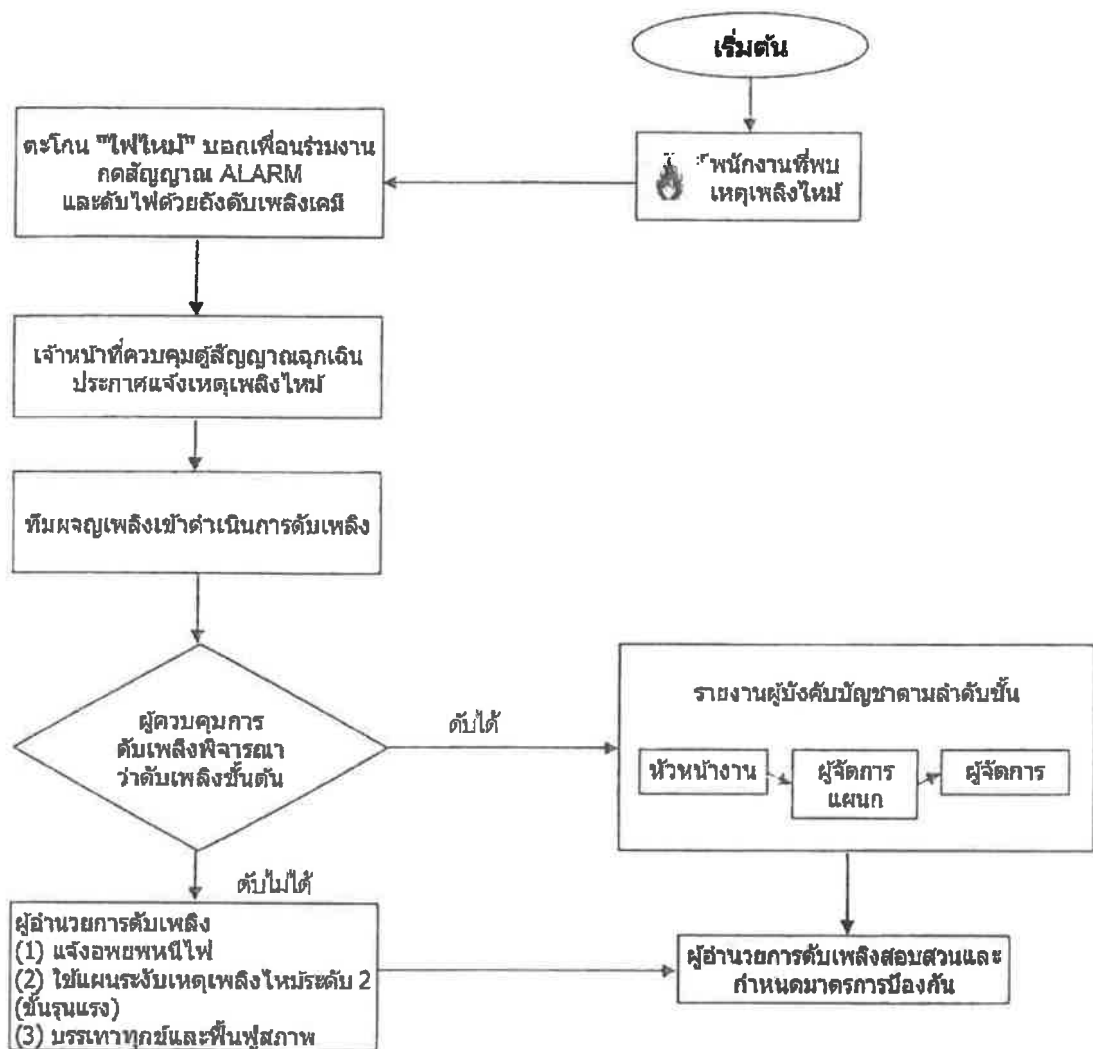 เริ่มต้น
พนักงานที่พบ
เหตุเพลิงไหม้
ตะโกน "ไฟไหม้" บอกเพื่อนร่วมงาน
กดสัญญาณ ALARM
และดับไฟด้วยถังดับเพลิงเคมี
เจ้าหน้าที่ควบคุมตู้สัญญาณฉุกเฉิน
ประกาศแจ้งเหตุเพลิงไหม้
ทีมผจญเพลิงเข้าดำเนินการดับเพลิง
ผู้ควบคุมการ
ดับเพลิงพิจารณา
ว่าดับเพลิงขั้นต้น
ดับได้
รายงานผู้บังคับบัญชาตามลำดับขั้น
หัวหน้างาน
ผู้จัดการ
แผนก
ผู้จัดการ
ดับไม่ได้
ผู้อำนวยการดับเพลิง
(1) แจ้งอพยพหนีไฟ
(2) ใช้แผนระงับเหตุเพลิงไหม้ระดับ 2
(ขั้นรุนแรง)
(3) บรรเทาทุกข์และฟื้นฟูสภาพ
ผู้อำนวยการดับเพลิงสอบสวนและ
กำหนดมาตรการป้องกัน